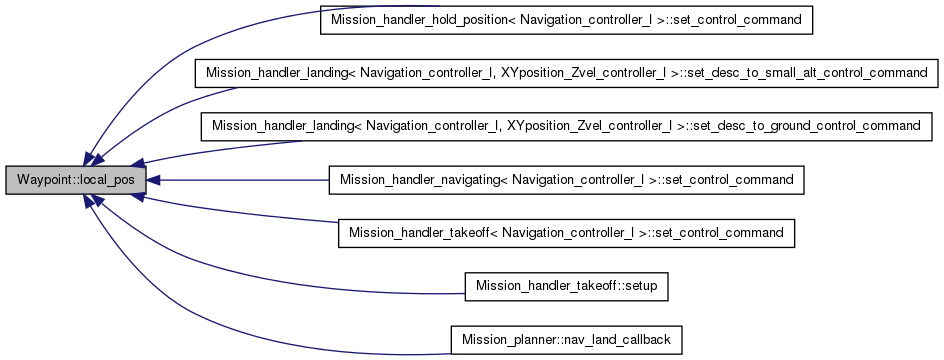 Mission_handler_hold_position< Navigation_controller_I >::set_control_command
Mission_handler_landing< Navigation_controller_I, XYposition_Zvel_controller_I >::set_desc_to_small_alt_control_command
Mission_handler_landing< Navigation_controller_I, XYposition_Zvel_controller_I >::set_desc_to_ground_control_command
Waypoint::local_pos
Mission_handler_navigating< Navigation_controller_I >::set_control_command
Mission_handler_takeoff< Navigation_controller_I >::set_control_command
Mission_handler_takeoff::setup
Mission_planner::nav_land_callback